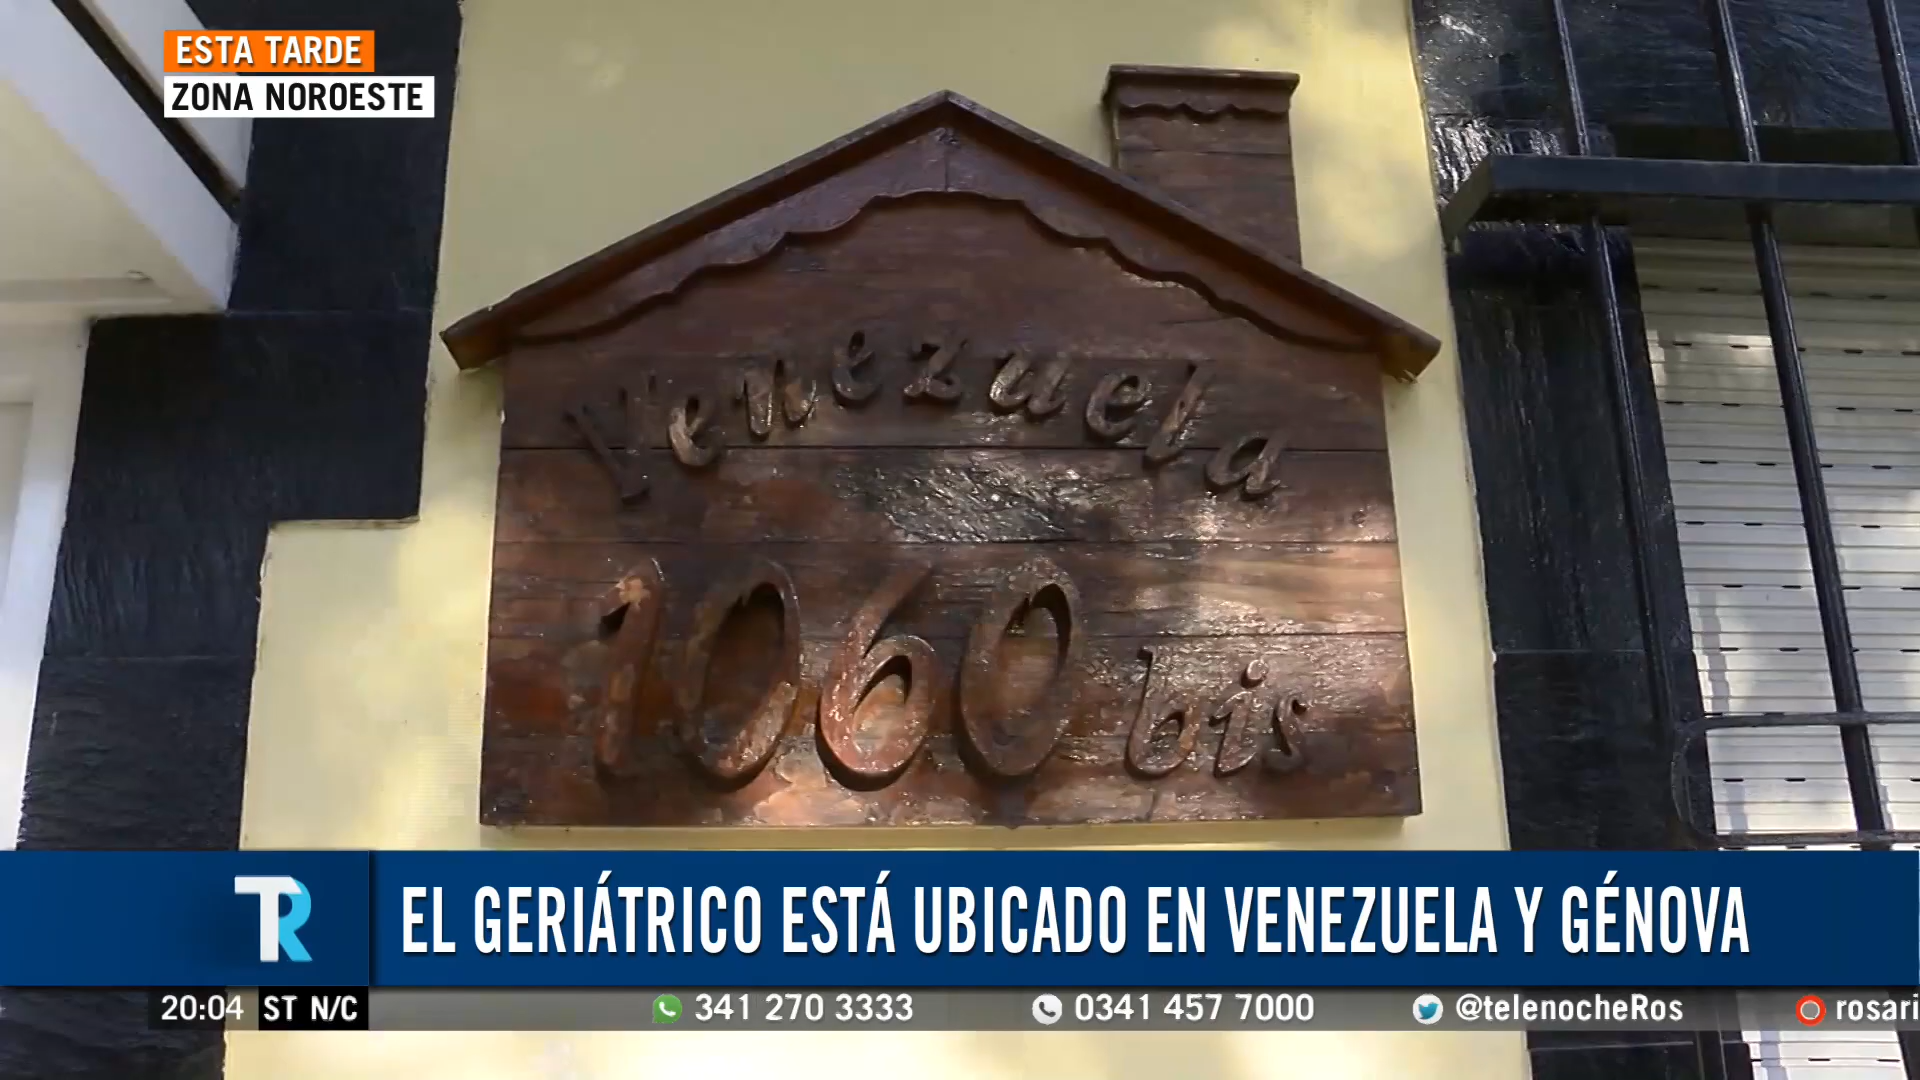 ESTA TARDE
ZONA NOROESTE
Venezuela
1060 bis
TR
EL GERIÁTRICO ESTÁ UBICADO EN VENEZUELA Y GÉNOVA
20:04 ST N/C 341 270 3333 0341 457 7000 @telenocheRos rosari